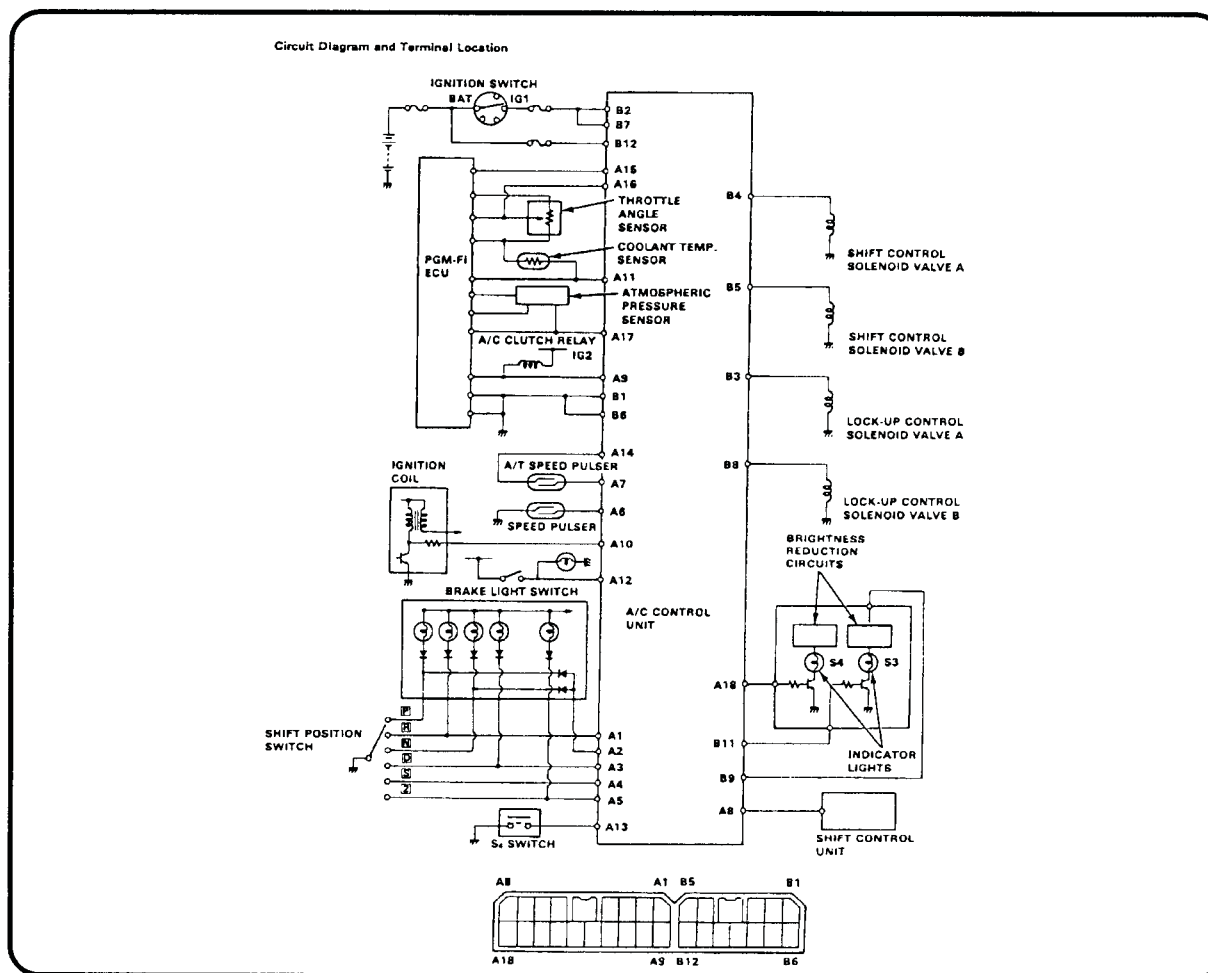 Circuit Diagram and Terminal Location
IGNITION SWITCH
BAT
IG1
B2
B7
B12
A15
A16
THROTTLE
ANGLE
SENSOR
COOLANT TEMP.
SENSOR
PGM-Fi
ECU
A11
ATMOSPHERIC
PRESSURE
SENSOR
A17
A/C CLUTCH RELAY
IG2
A9
B1
B6
A14
A/T SPEED PULSER
A7
IGNITION
COIL
A6
SPEED PULSER
A10
A12
BRAKE LIGHT SWITCH
A/C CONTROL
UNIT
P
R
N
D
S
2
SHIFT POSITION
SWITCH
A1
A2
A3
A4
A5
A13
S4 SWITCH
B4
SHIFT CONTROL
SOLENOID VALVE A
B5
SHIFT CONTROL
SOLENOID VALVE B
B3
LOCK-UP CONTROL
SOLENOID VALVE A
B8
LOCK-UP CONTROL
SOLENOID VALVE B
BRIGHTNESS
REDUCTION
CIRCUITS
S4
S3
A18
B11
INDICATOR
LIGHTS
B9
A8
SHIFT CONTROL
UNIT
A8
A1
B5
B1
A18
A9
B12
B6